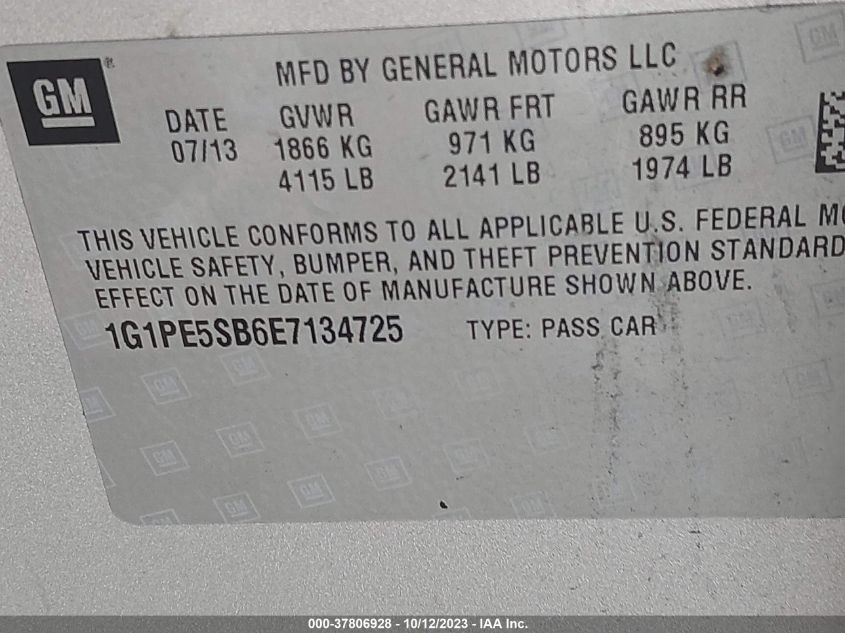 GM
MFD BY GENERAL MOTORS LLC
DATE GVWR GAWR FRT GAWR RR
07/13 1866 KG 971 KG 895 KG
4115 LB 2141 LB 1974 LB
THIS VEHICLE CONFORMS TO ALL APPLICABLE U.S. FEDERAL MO
VEHICLE SAFETY, BUMPER, AND THEFT PREVENTION STANDARD
EFFECT ON THE DATE OF MANUFACTURE SHOWN ABOVE.
1G1PE5SB6E7134725 TYPE: PASS CAR
000-37806928 - 10/12/2023 - IAA Inc.